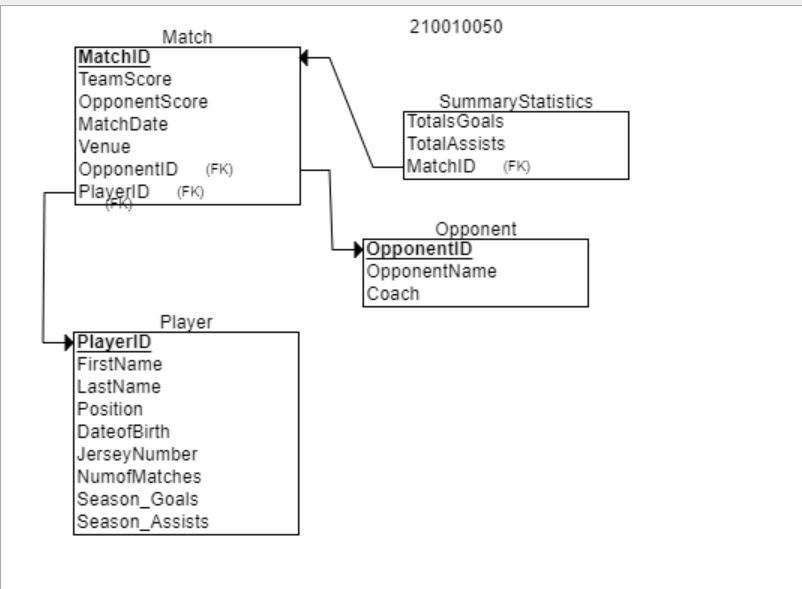 210010050
Match
MatchID
TeamScore
OpponentScore
MatchDate
Venue
OpponentID (FK)
PlayerID (FK)
(FK)
SummaryStatistics
TotalsGoals
TotalAssists
MatchID (FK)
Opponent
OpponentID
OpponentName
Coach
Player
PlayerID
FirstName
LastName
Position
DateofBirth
JerseyNumber
NumofMatches
Season_Goals
Season_Assists